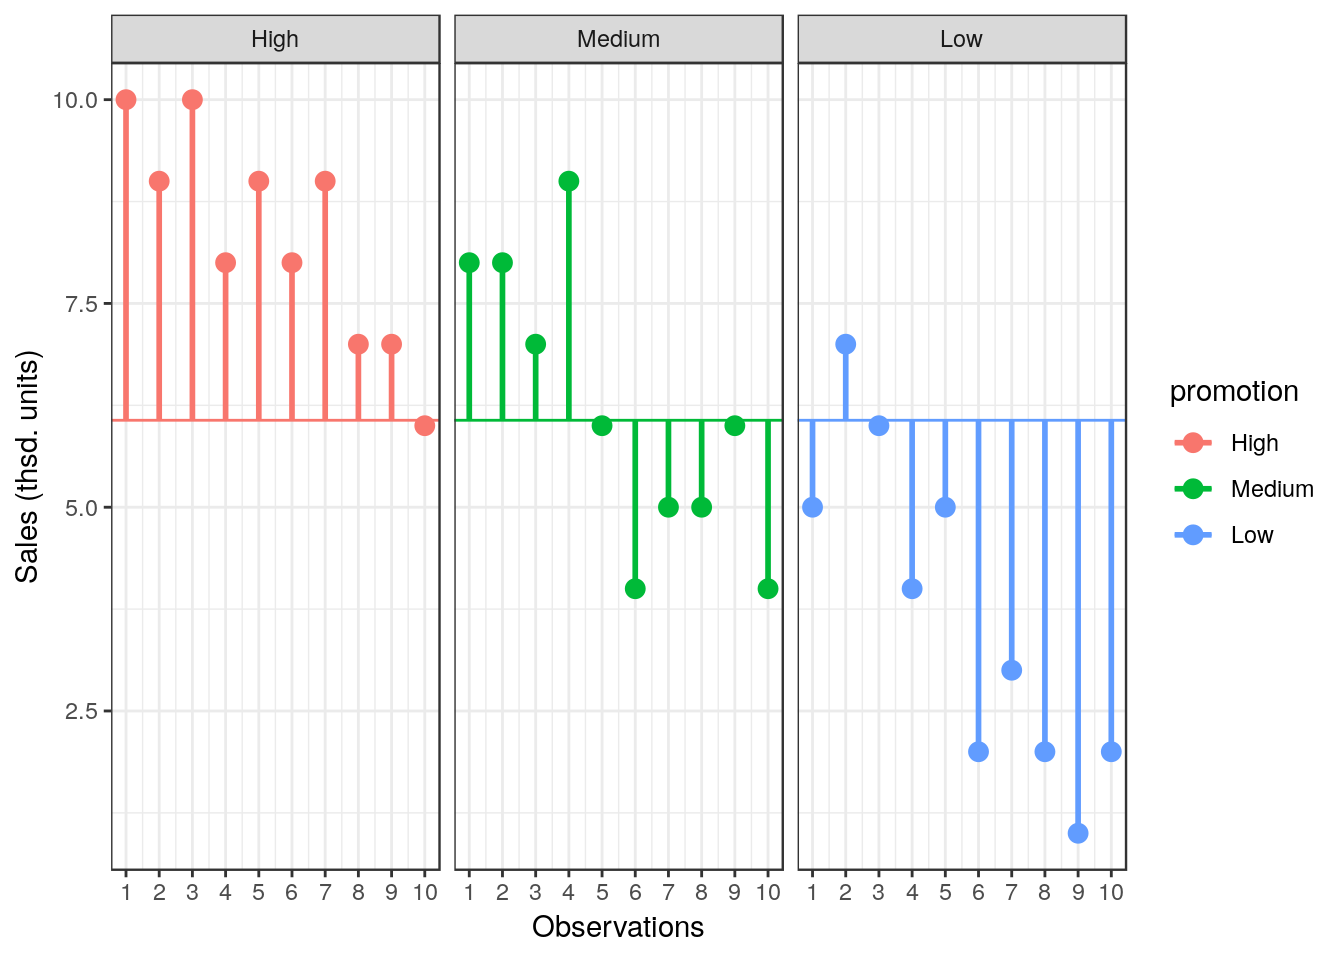 High Medium Low
10.0
7.5
5.0
2.5
Sales (thsd. units)
1 2 3 4 5 6 7 8 9 10 1 2 3 4 5 6 7 8 9 10 1 2 3 4 5 6 7 8 9 10
Observations
promotion
High
Medium
Low